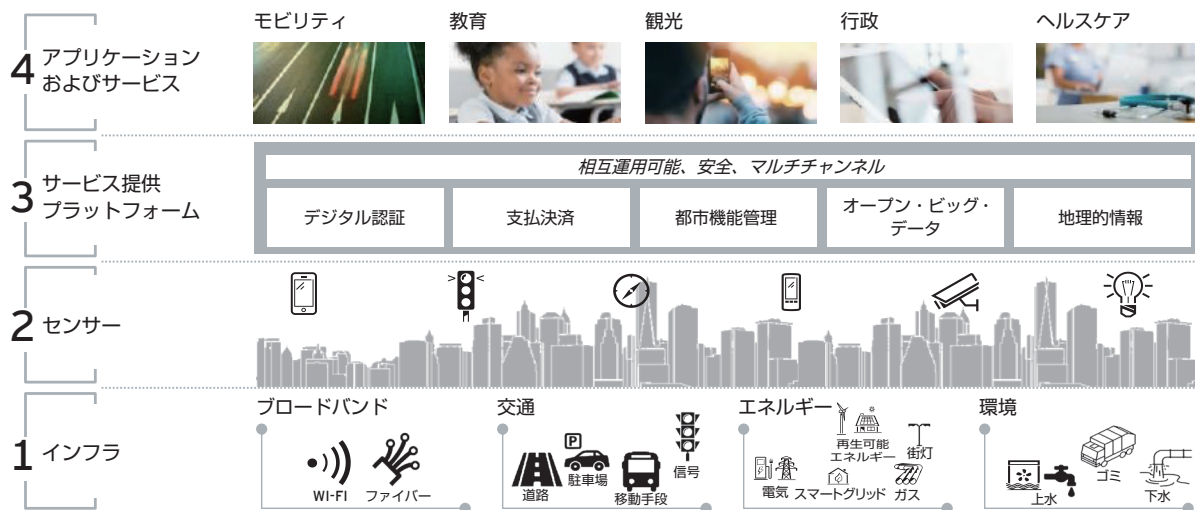 モビリティ
教育
観光
行政
ヘルスケア
4
アプリケーション
およびサービス
3
サービス提供
プラットフォーム
相互運用可能、安全、マルチチャンネル
デジタル認証
支払決済
都市機能管理
オープン・ビッグ・
データ
地理的情報
2
センサー
1
インフラ
ブロードバンド
WI-FI
ファイバー
交通
道路
P
駐車場
移動手段
信号
エネルギー
再生可能
エネルギー
街灯
電気
スマートグリッド
ガス
環境
上水
ゴミ
下水